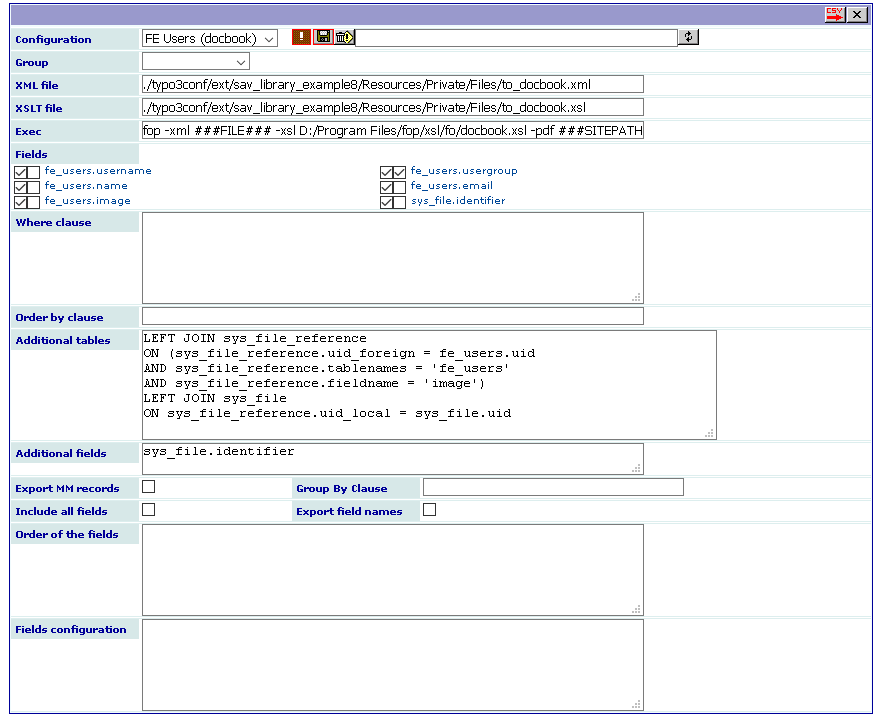 CSV
Configuration FE Users (docbook)
Group
XML file ./typo3conf/ext/sav_library_example8/Resources/Private/Files/to_docbook.xml
XSLT file ./typo3conf/ext/sav_library_example8/Resources/Private/Files/to_docbook.xsl
Exec fop -xml ###FILE### -xsl D:/Program Files/fop/xsl/fo/docbook.xsl -pdf ###SITEPATH
Fields
fe_users.username fe_users.usergroup
fe_users.name fe_users.email
fe_users.image sys_file.identifier
Where clause
Order by clause
Additional tables LEFT JOIN sys_file_reference
ON (sys_file_reference.uid_foreign = fe_users.uid
AND sys_file_reference.tablenames = 'fe_users'
AND sys_file_reference.fieldname = 'image')
LEFT JOIN sys_file
ON sys_file_reference.uid_local = sys_file.uid
Additional fields sys_file.identifier
Export MM records Group By Clause
Include all fields Export field names
Order of the fields
Fields configuration